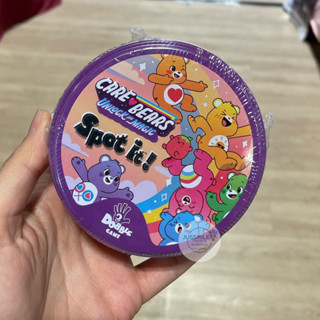 CARE BEARS
UNLOCK THE MAGIC
Spot it!
DOBBLE
GAME